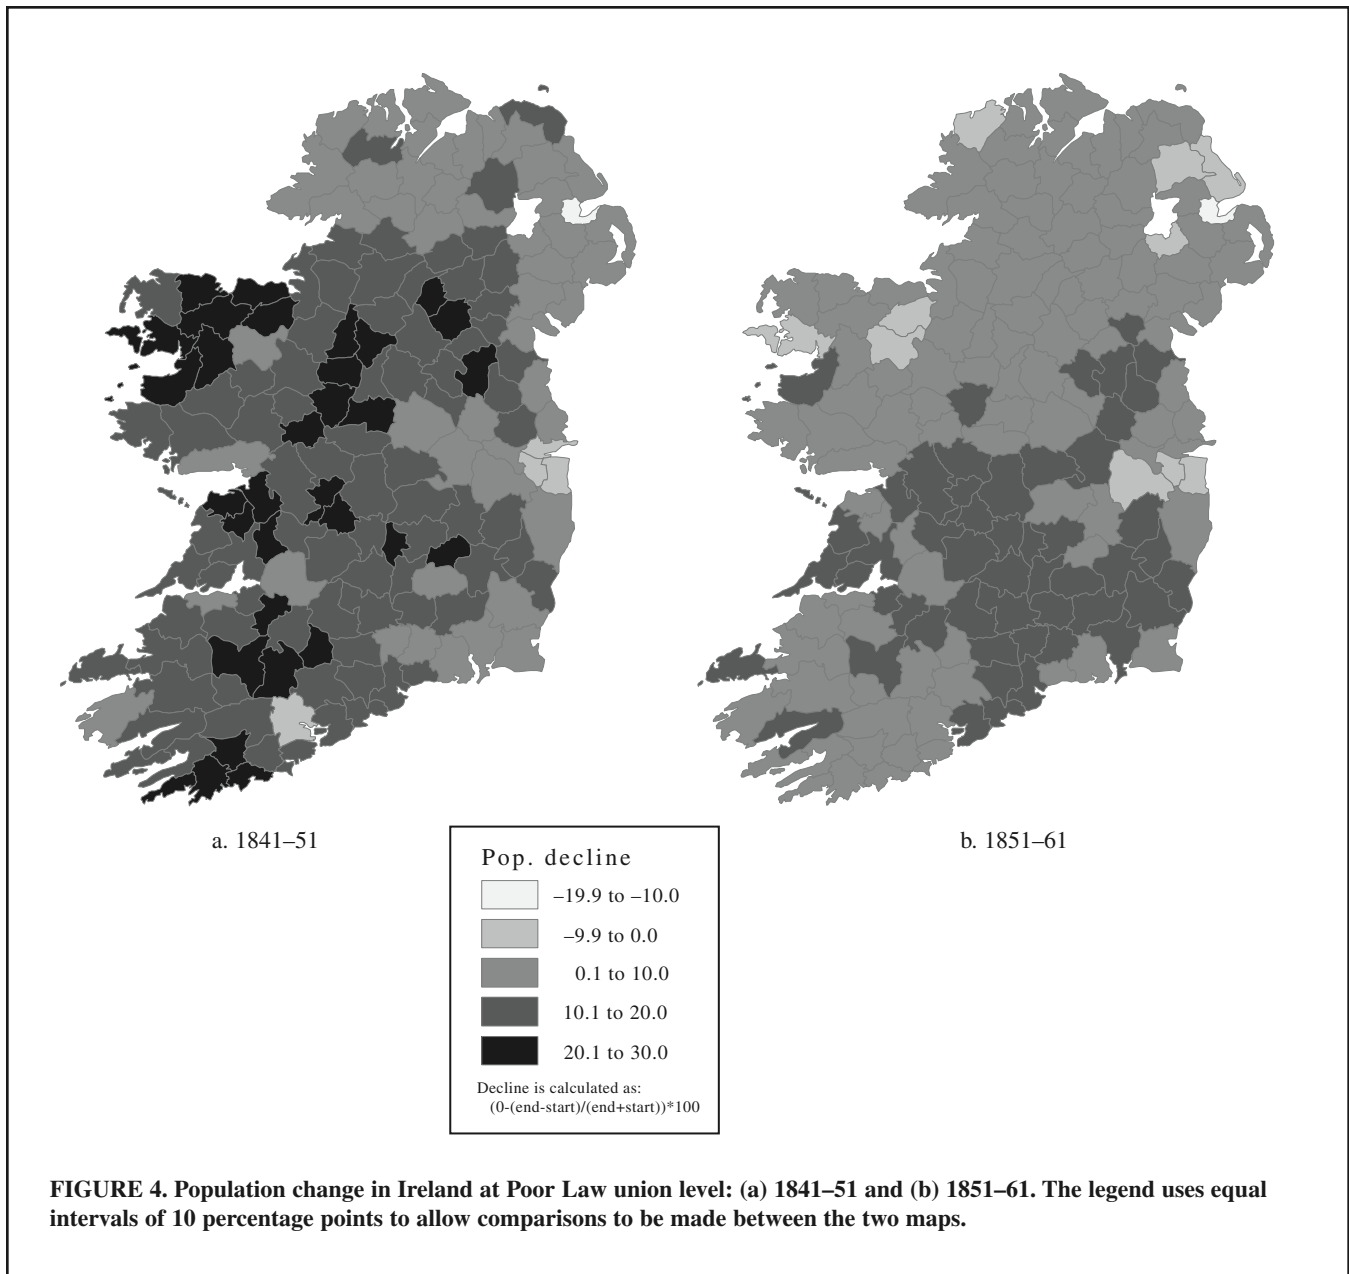 a. 1841–51
b. 1851–61
Pop. decline
–19.9 to –10.0
–9.9 to 0.0
0.1 to 10.0
10.1 to 20.0
20.1 to 30.0
Decline is calculated as:
(0-(end-start)/(end+start))*100
FIGURE 4. Population change in Ireland at Poor Law union level: (a) 1841–51 and (b) 1851–61. The legend uses equal
intervals of 10 percentage points to allow comparisons to be made between the two maps.